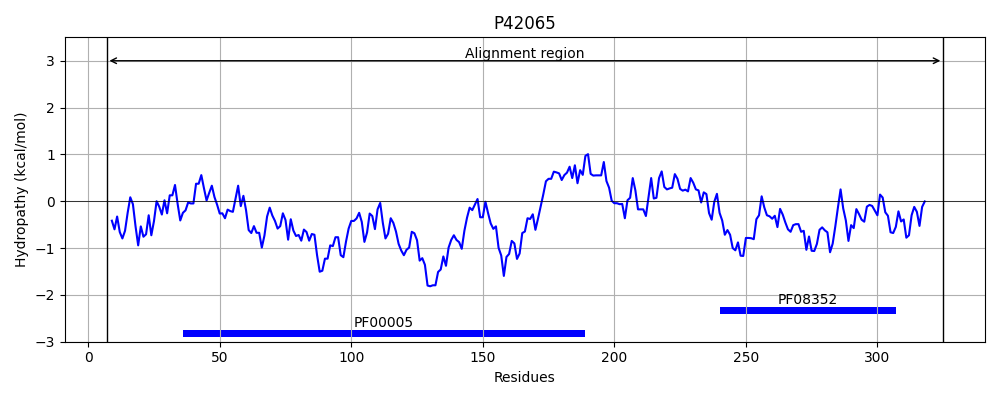 P42065
Alignment region
3
2
1
0
−1
−2
−3
Hydropathy (kcal/mol)
PF08352
PF00005
0 50 100 150 200 250 300
Residues